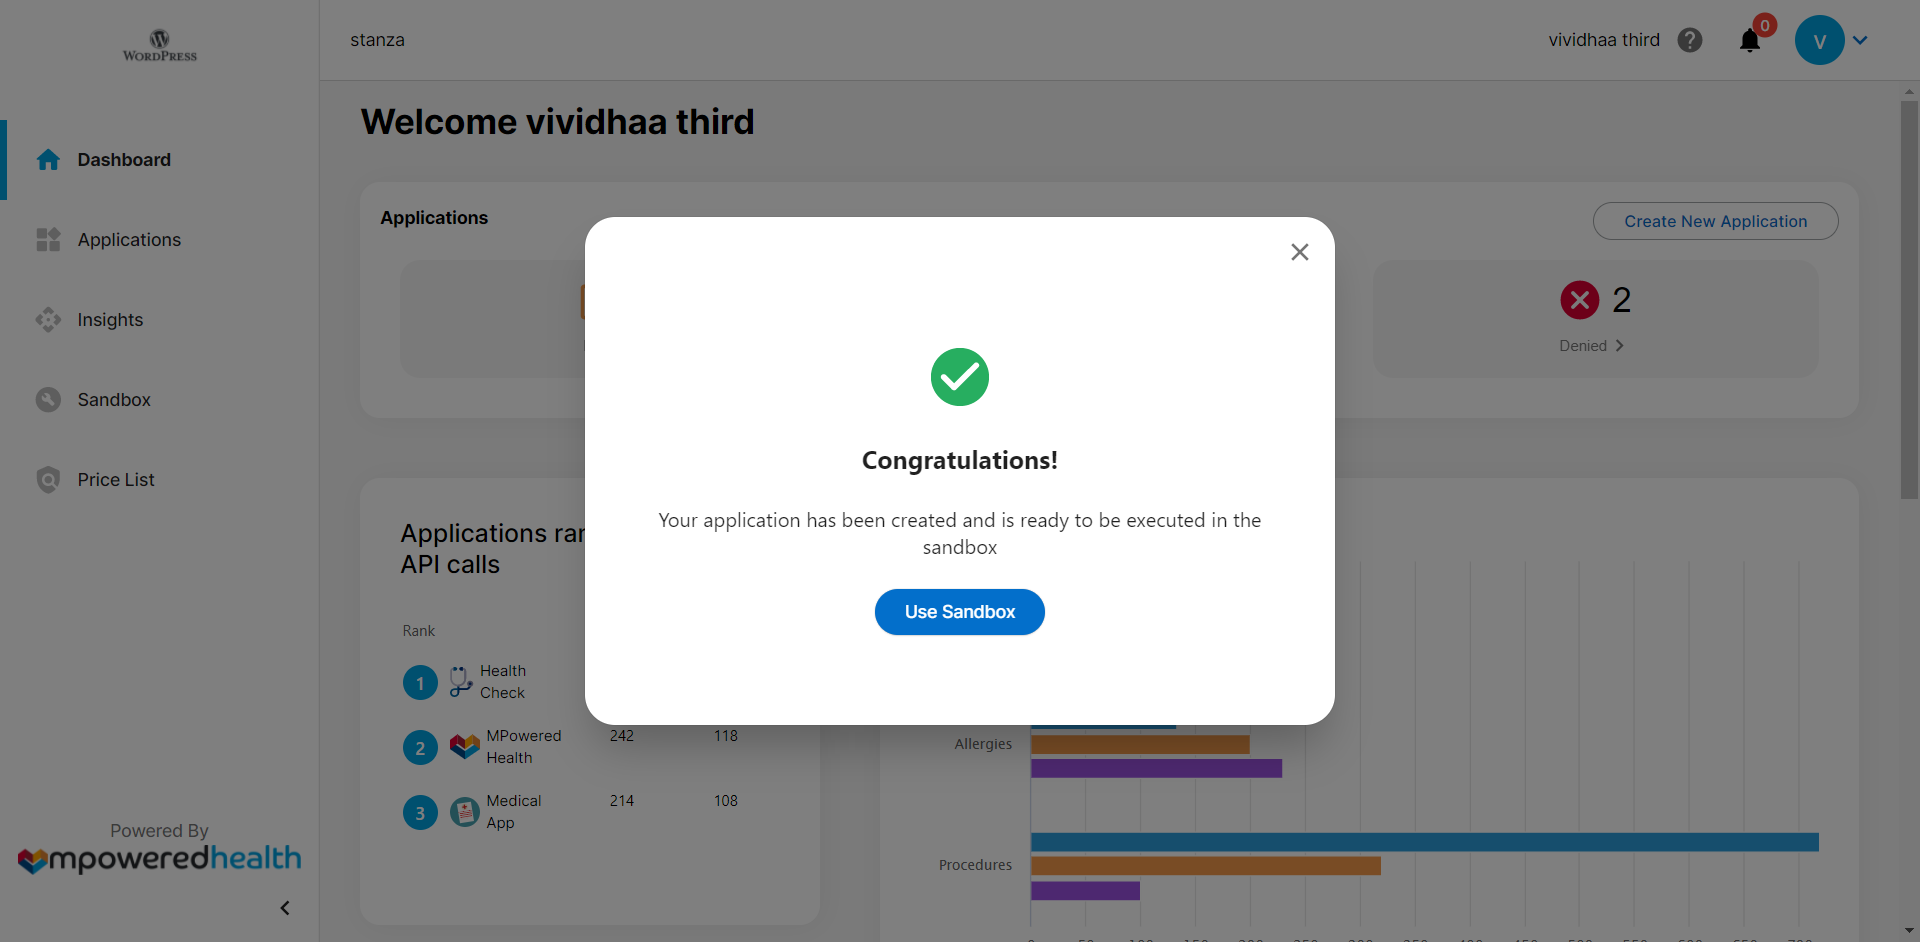 WORDPRESS
stanza
vividhaa third
0
V
Welcome vividhaa third
Dashboard
Applications
Insights
Sandbox
Price List
Applications
Create New Application
2
Denied
Congratulations!
Your application has been created and is ready to be executed in the
sandbox
Use Sandbox
Applications
API calls
Rank
1
Health
Check
2
MPowered
Health
242
118
3
Medical
App
214
108
Allergies
Procedures
Powered By
mpoweredhealth